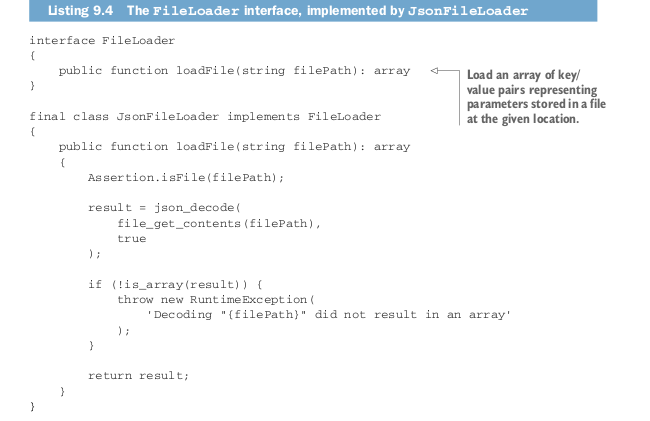 Listing 9.4 The FileLoader interface, implemented by JsonFileLoader
interface FileLoader
{
    public function loadFile(string filePath): array
}
Load an array of key/
value pairs representing
parameters stored in a file
at the given location.
final class JsonFileLoader implements FileLoader
{
    public function loadFile(string filePath): array
    {
        Assertion.isFile(filePath);
        result = json_decode(
            file_get_contents(filePath),
            true
        );
        if (!is_array(result)) {
            throw new RuntimeException(
                'Decoding "{filePath}" did not result in an array'
            );
        }
        return result;
    }
}